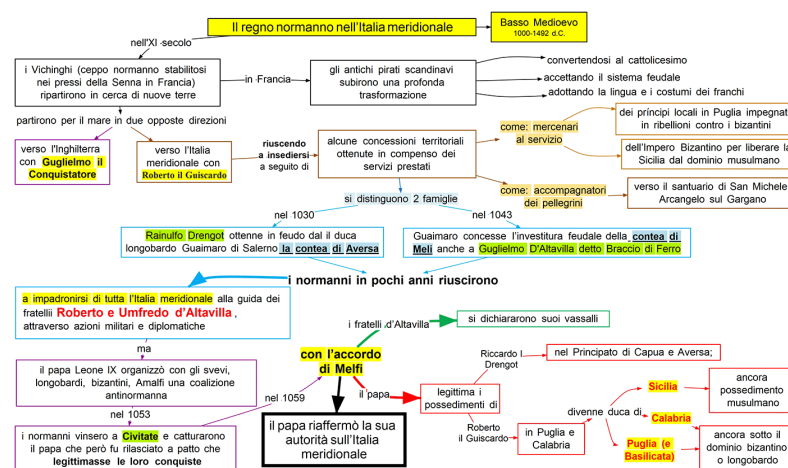 Il regno normanno nell'Italia meridionale
Basso Medioevo
1000-1492 d.C.
nell'XI secolo
i Vichinghi (ceppo normanno stabilitosi
nei pressi della Senna in Francia)
ripartirono in cerca di nuove terre
in Francia
gli antichi pirati scandinavi
subirono una profonda
trasformazione
convertendosi al cattolicesimo
accettando il sistema feudale
adottando la lingua e i costumi dei franchi
partirono per il mare in due opposte direzioni
verso l'Inghilterra
con Guglielmo il
Conquistatore
verso l'Italia
meridionale con
Roberto il Guiscardo
riuscendo
a insediersi
a seguito di
alcune concessioni territoriali
ottenute in compenso dei
servizi prestati
come: mercenari
al servizio
dei príncipi locali in Puglia impegnati
in ribellioni contro i bizantini
dell'Impero Bizantino per liberare la
Sicilia dal dominio musulmano
come: accompagnatori
dei pellegrini
verso il santuario di San Michele
Arcangelo sul Gargano
si distinguono 2 famiglie
nel 1030
nel 1043
Rainulfo Drengot ottenne in feudo dal il duca
longobardo Guaimaro di Salerno la contea di Aversa
Guaimaro concesse l'investitura feudale della contea di
Meli anche a Guglielmo D'Altavilla detto Braccio di Ferro
i normanni in pochi anni riuscirono
a impadronirsi di tutta l'Italia meridionale alla guida dei
fratellii Roberto e Umfredo d'Altavilla ,
attraverso azioni militari e diplomatiche
ma
il papa Leone IX organizzò con gli svevi,
longobardi, bizantini, Amalfi una coalizione
antinormanna
nel 1053
i normanni vinsero a Civitate e catturarono
il papa che però fu rilasciato a patto che
legittimasse le loro conquiste
nel 1059
con l'accordo
di Melfi
i fratelli d'Altavilla
si dichiararono suoi vassalli
il papa
il papa riaffermò la sua
autorità sull'Italia
meridionale
legittima i
possedimenti di
Riccardo I
Drengot
nel Principato di Capua e Aversa;
Roberto
il Guiscardo
in Puglia e
Calabria
divenne duca di
Sicilia
ancora
possedimento
musulmano
Calabria
Puglia (e
Basilicata)
ancora sotto il
dominio bizantino
o longobardo